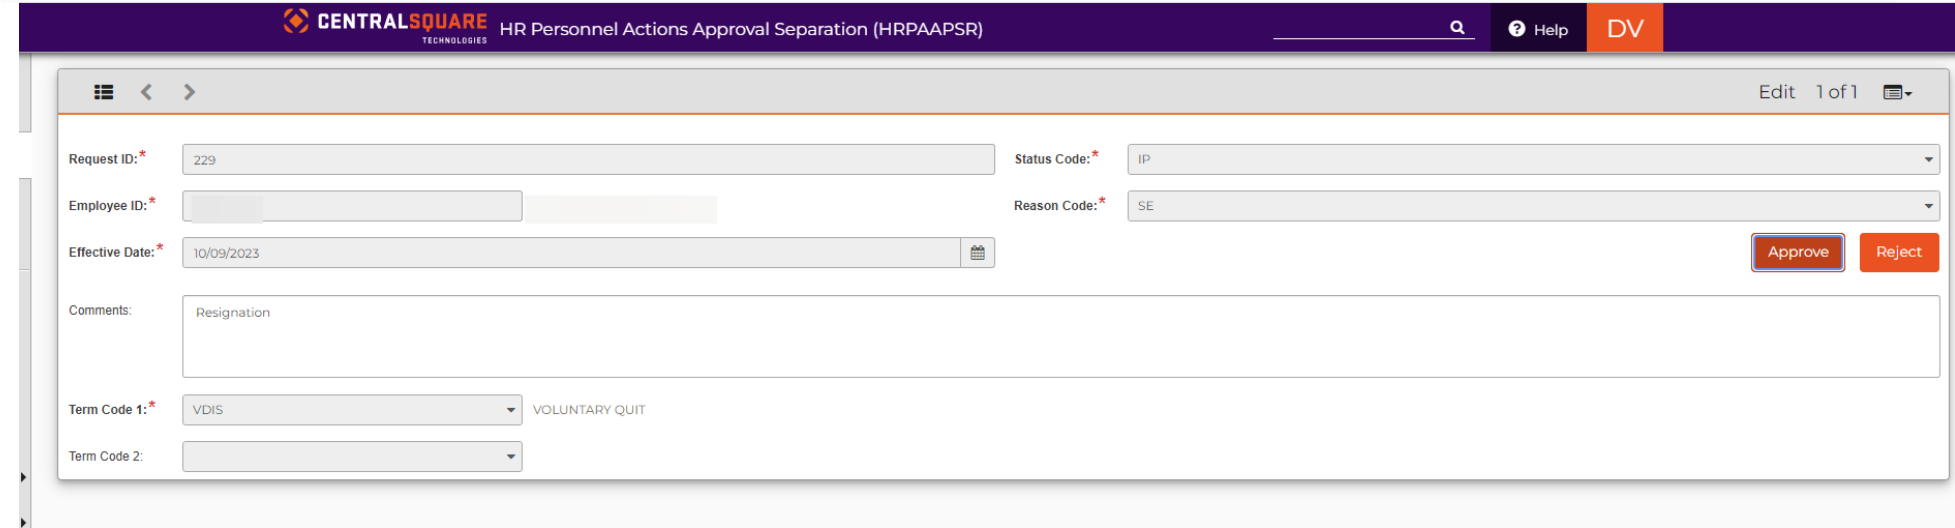 CENTRALSQUARE
TECHNOLOGIES
HR Personnel Actions Approval Separation (HRPAAPSR)
? Help
DV
Edit 1 of 1
Request ID:* 229
Status Code:* IP
Employee ID:*
Reason Code:* SE
Effective Date:* 10/09/2023
Approve
Reject
Comments: Resignation
Term Code 1:* VDIS VOLUNTARY QUIT
Term Code 2: